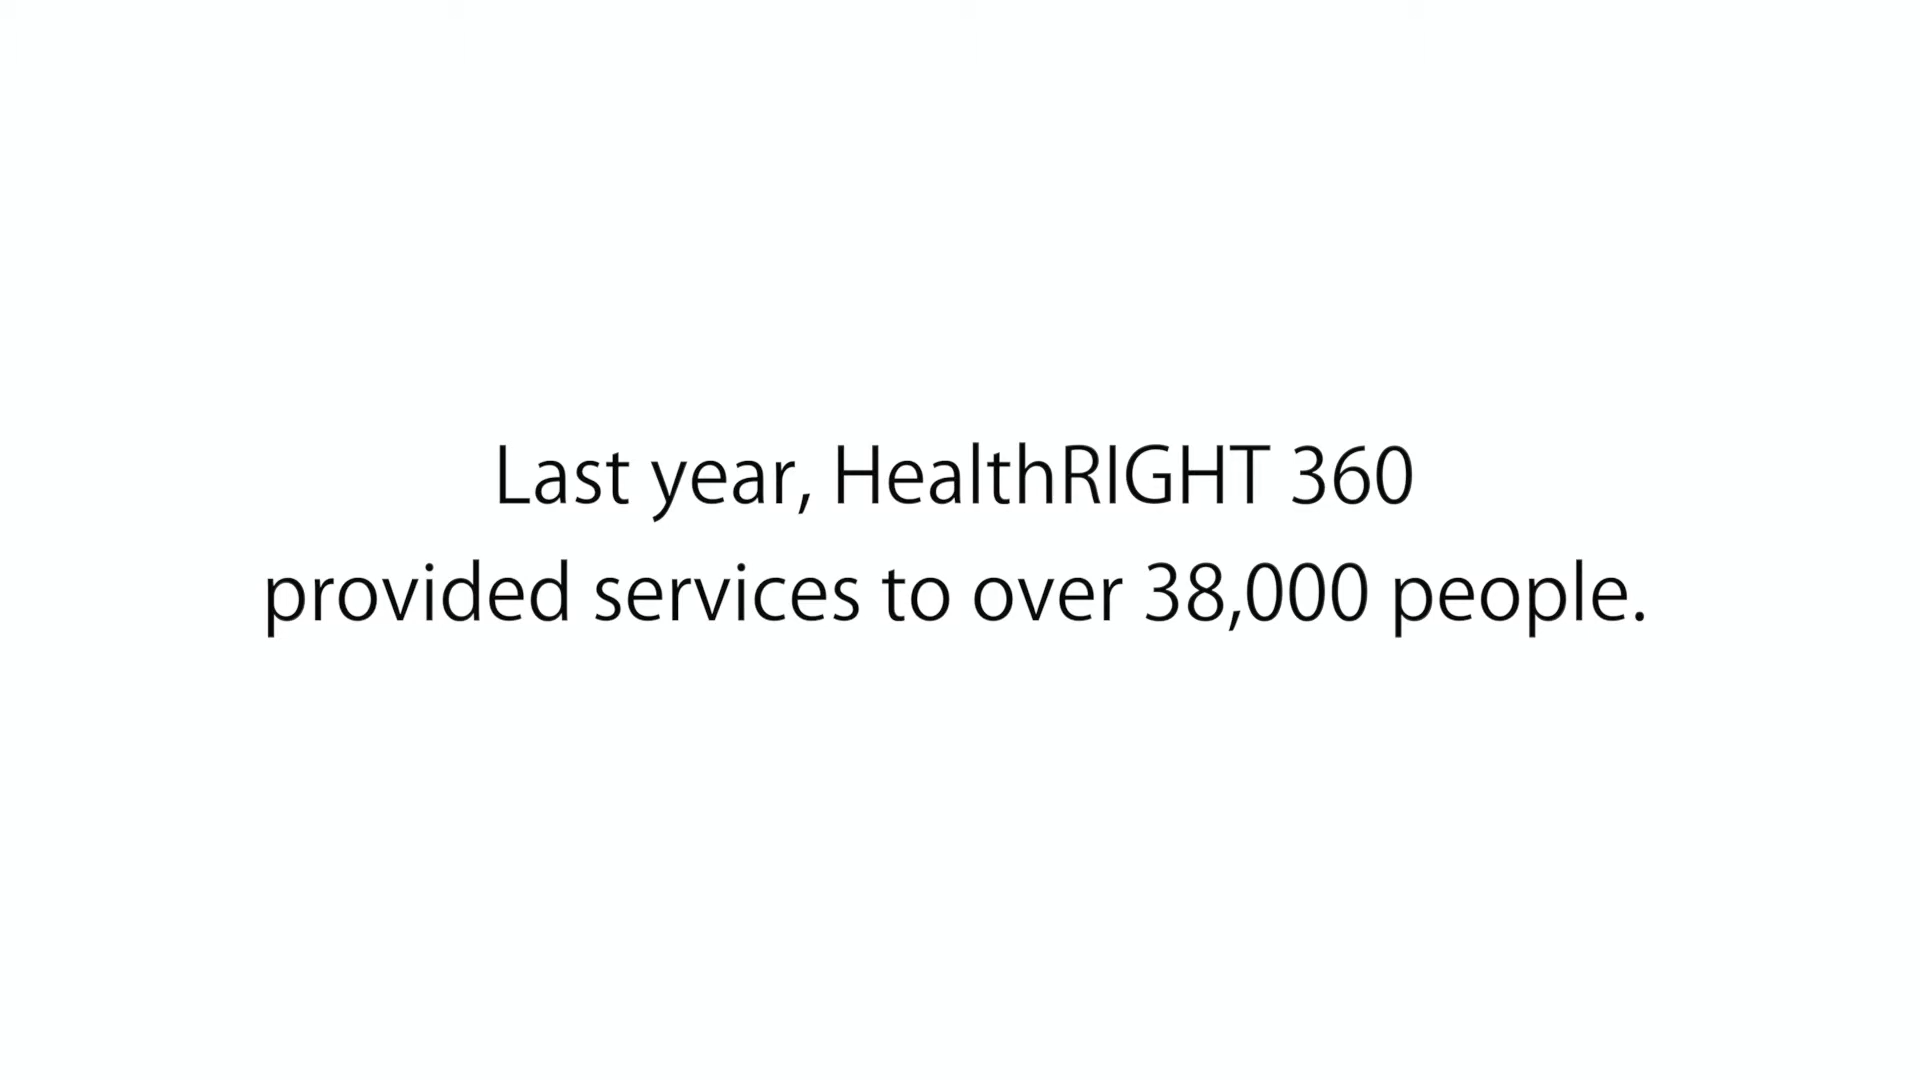 Last year, HealthRIGHT 360
provided services to over 38,000 people.